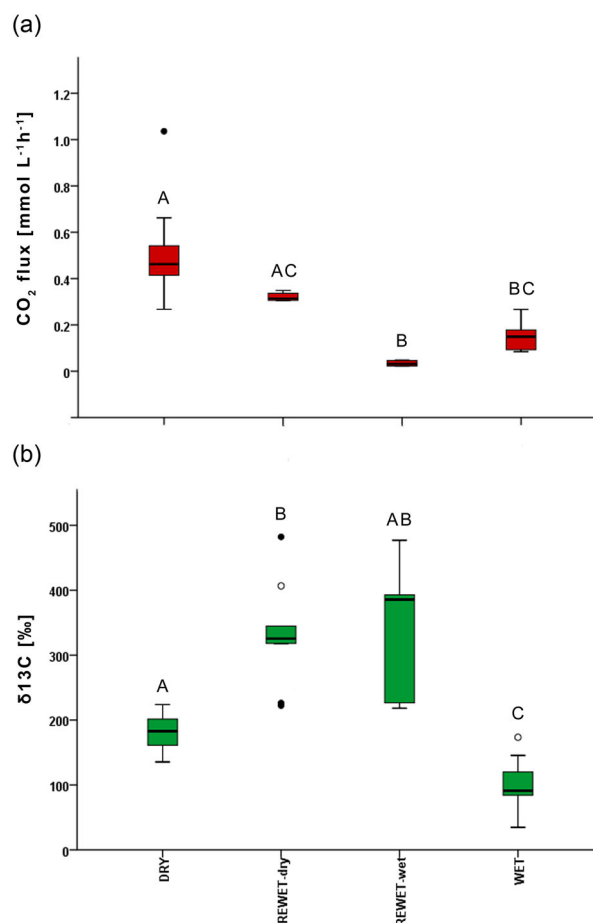 (a)
CO₂ flux [mmol L⁻¹h⁻¹]
1.2
1.0
0.8
0.6
0.4
0.2
0
A
AC
B
BC
(b)
δ13C [‰]
500
400
300
200
100
0
A
B
AB
C
DRY
REWET-dry
REWET-wet
WET